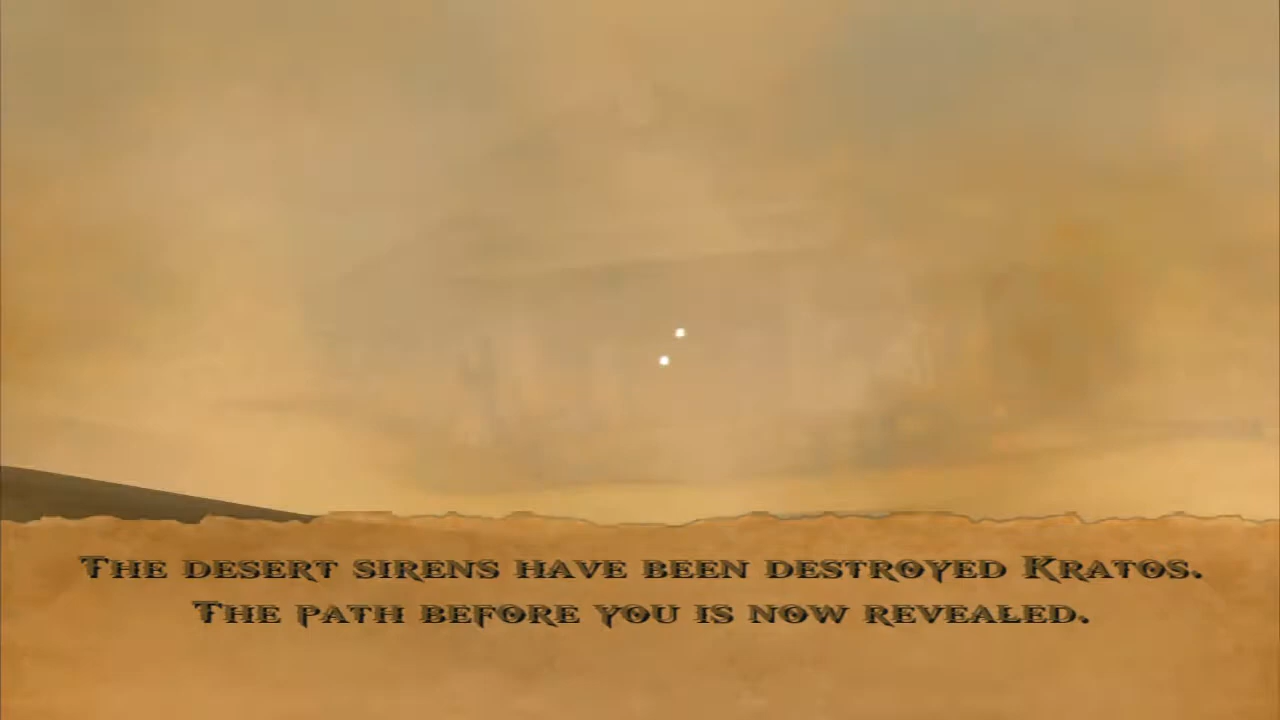 The desert sirens have been destroyed Kratos.
The path before you is now revealed.